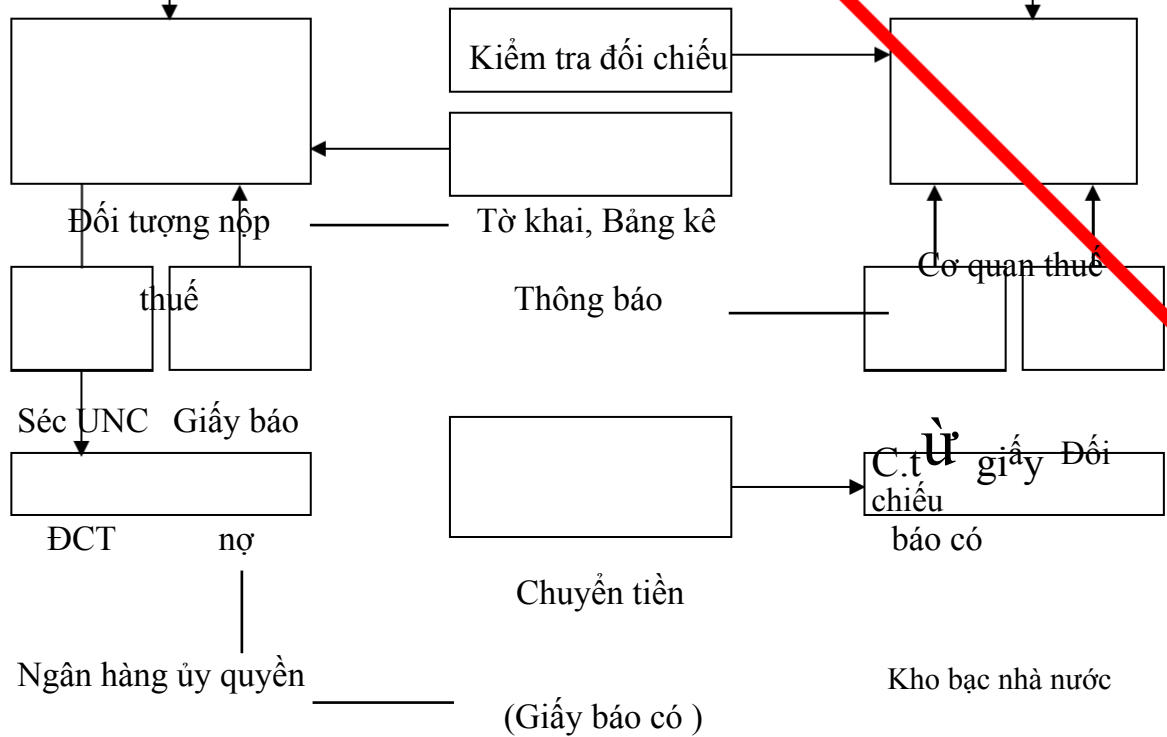 Kiểm tra đối chiếu
Đối tượng nộp
thuế
Tờ khai, Bảng kê
Thông báo
Cơ quan thuế
Séc UNC Giấy báo
ĐCT nợ
C.từ giấy Đối
chiếu
báo có
Chuyển tiền
Ngân hàng ủy quyền
(Giấy báo có )
Kho bạc nhà nước